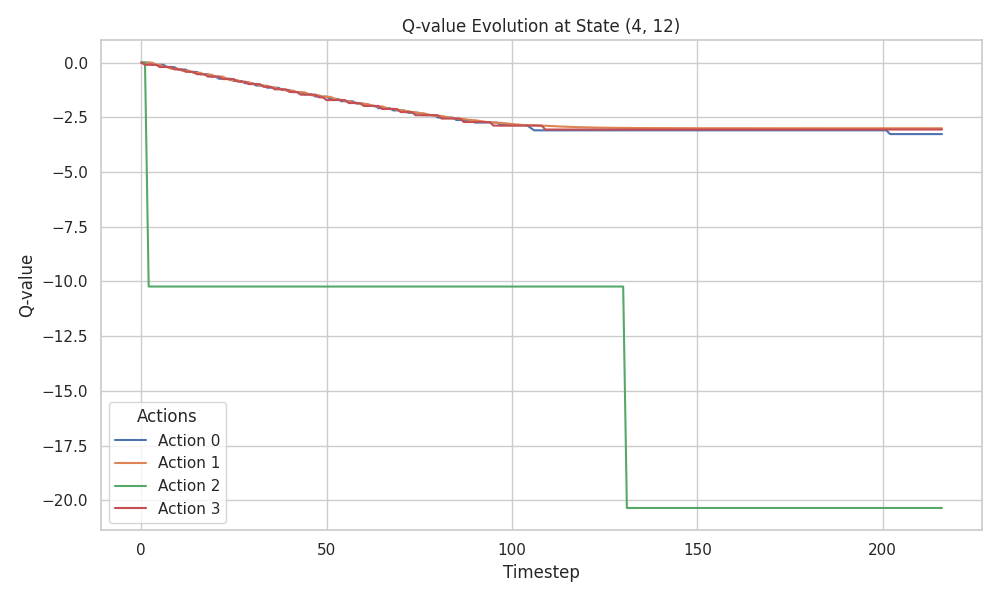 Q-value Evolution at State (4, 12)
Q-value
0.0
−2.5
−5.0
−7.5
−10.0
−12.5
−15.0
−17.5
−20.0
Actions
Action 0
Action 1
Action 2
Action 3
0
50
100
150
200
Timestep